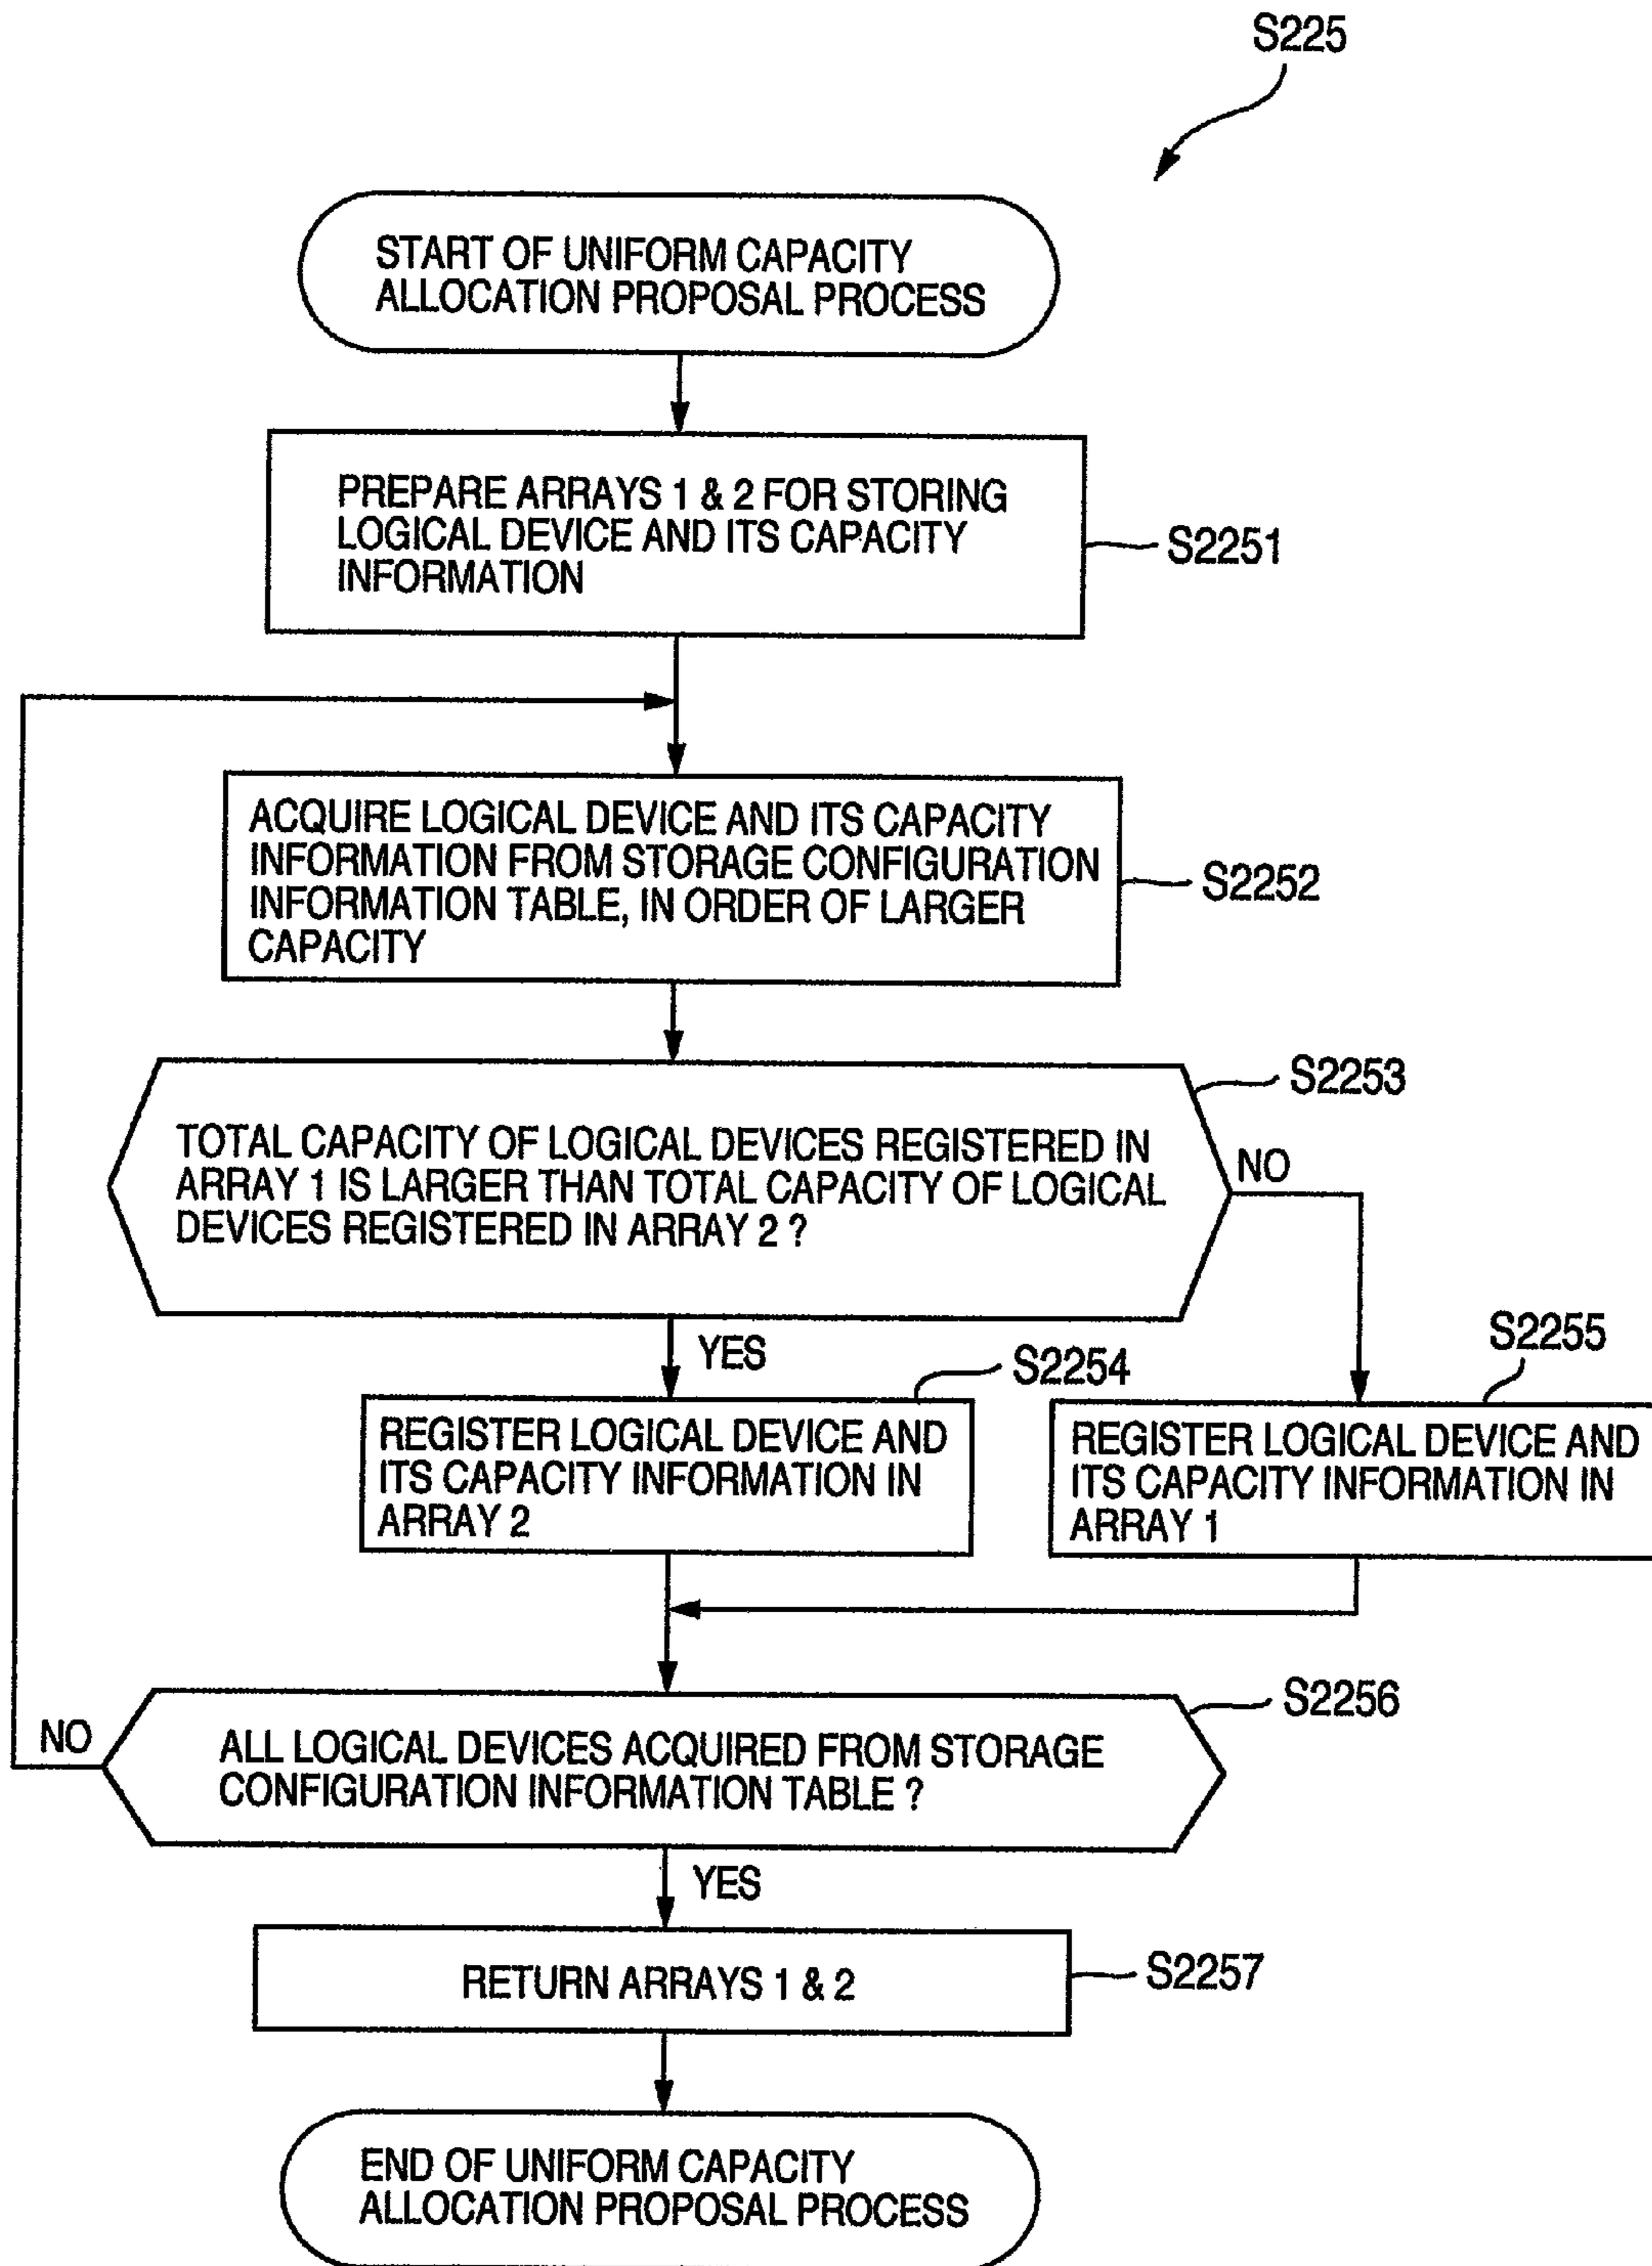 S225
START OF UNIFORM CAPACITY
ALLOCATION PROPOSAL PROCESS
PREPARE ARRAYS 1 & 2 FOR STORING
LOGICAL DEVICE AND ITS CAPACITY
INFORMATION
S2251
ACQUIRE LOGICAL DEVICE AND ITS CAPACITY
INFORMATION FROM STORAGE CONFIGURATION
INFORMATION TABLE, IN ORDER OF LARGER
CAPACITY
S2252
S2253
TOTAL CAPACITY OF LOGICAL DEVICES REGISTERED IN
ARRAY 1 IS LARGER THAN TOTAL CAPACITY OF LOGICAL
DEVICES REGISTERED IN ARRAY 2 ?
NO
YES
S2254
S2255
REGISTER LOGICAL DEVICE AND
ITS CAPACITY INFORMATION IN
ARRAY 2
REGISTER LOGICAL DEVICE AND
ITS CAPACITY INFORMATION IN
ARRAY 1
S2256
NO
ALL LOGICAL DEVICES ACQUIRED FROM STORAGE
CONFIGURATION INFORMATION TABLE ?
YES
RETURN ARRAYS 1 & 2
S2257
END OF UNIFORM CAPACITY
ALLOCATION PROPOSAL PROCESS